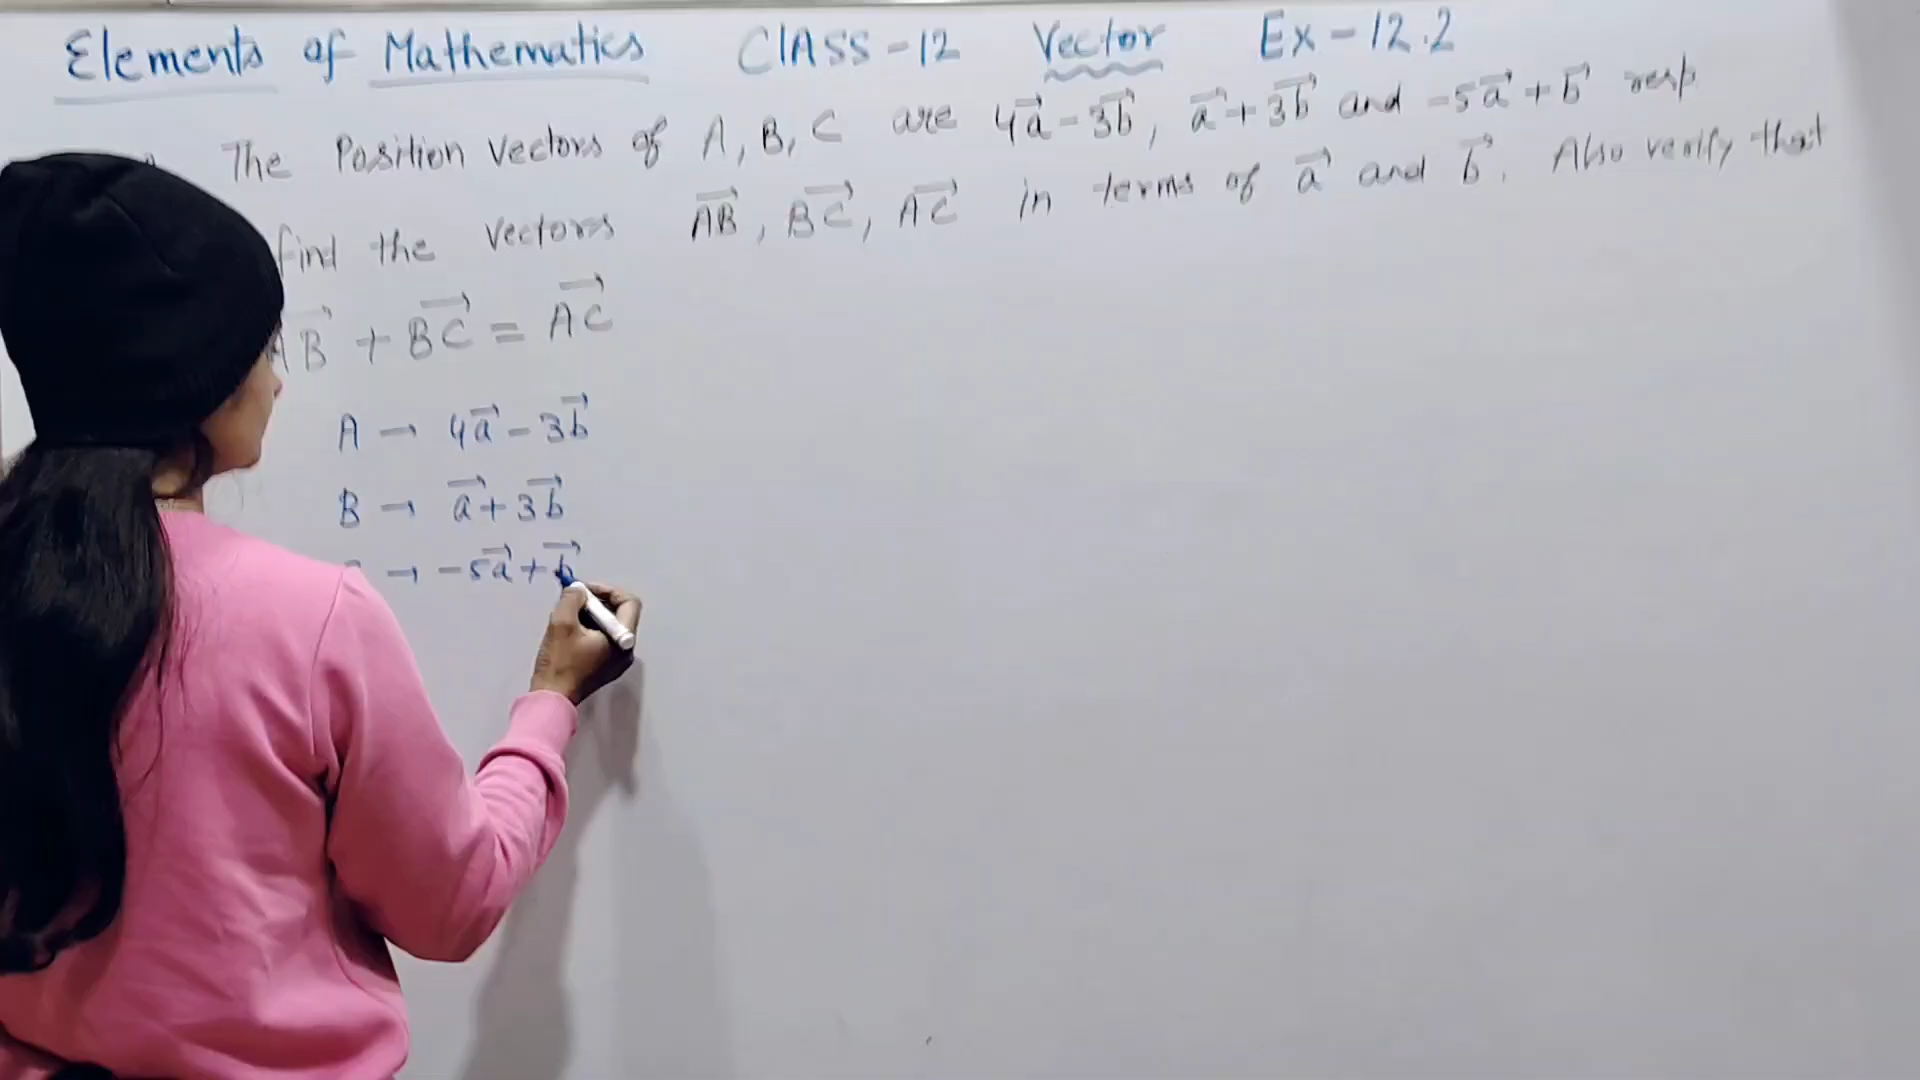 Elements of Mathematics CLASS-12 Vector Ex-12.2
The Position Vectors of A, B, C are 4a⃗ - 3b⃗, a⃗ + 3b⃗ and -5a⃗ + b⃗ resp
find the vectors AB⃗, BC⃗, AC⃗ in terms of a⃗ and b⃗. Also verify that
AB⃗ + BC⃗ = AC⃗
A → 4a⃗ - 3b⃗
B → a⃗ + 3b⃗
→ -5a⃗ + b⃗